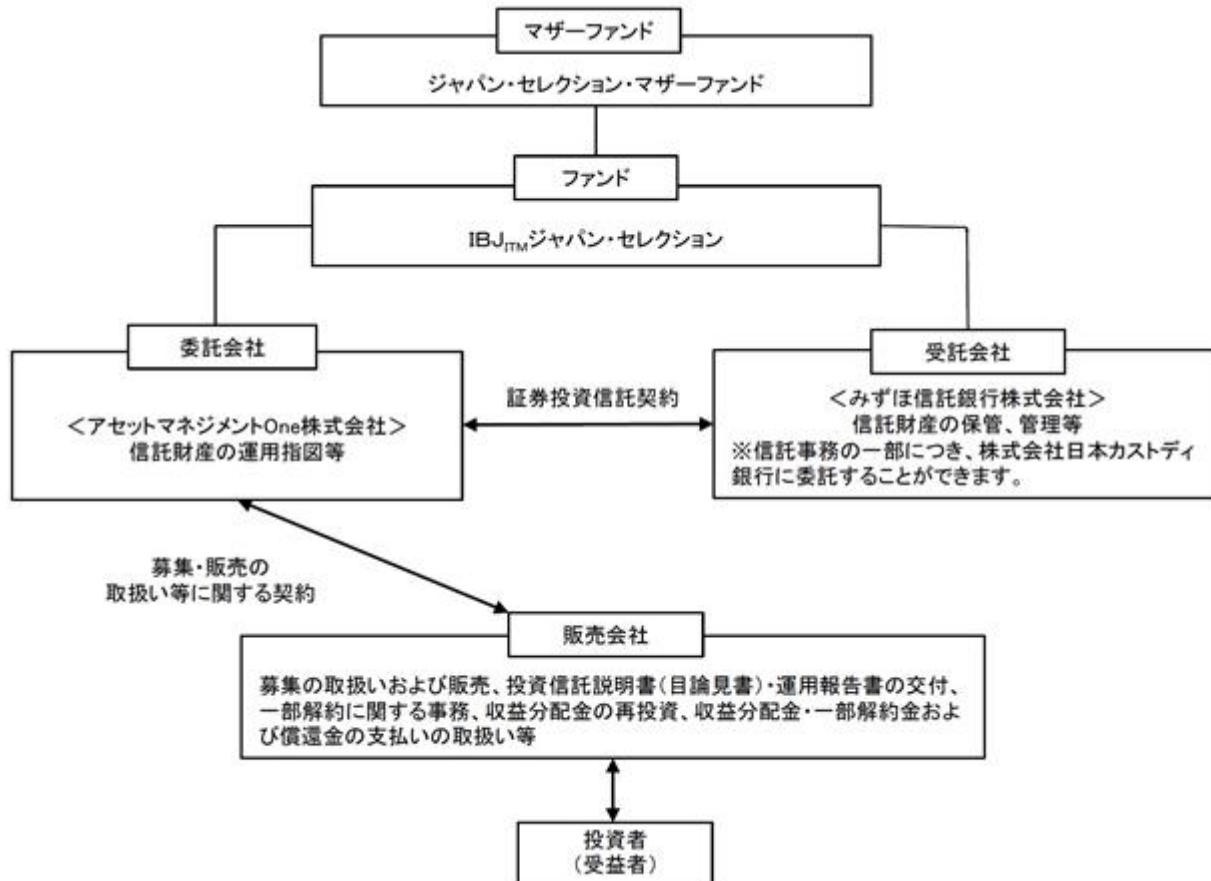 マザーファンド
ジャパン・セレクション・マザーファンド
ファンド
IBJITMジャパン・セレクション
委託会社
<アセットマネジメントOne株式会社>
信託財産の運用指図等
証券投資信託契約
受託会社
<みずほ信託銀行株式会社>
信託財産の保管、管理等
※信託事務の一部につき、株式会社日本カストディ
銀行に委託することができます。
募集・販売の
取扱い等に関する契約
販売会社
募集の取扱いおよび販売、投資信託説明書(目論見書)・運用報告書の交付、
一部解約に関する事務、収益分配金の再投資、収益分配金・一部解約金およ
び償還金の支払いの取扱い等
投資者
(受益者)